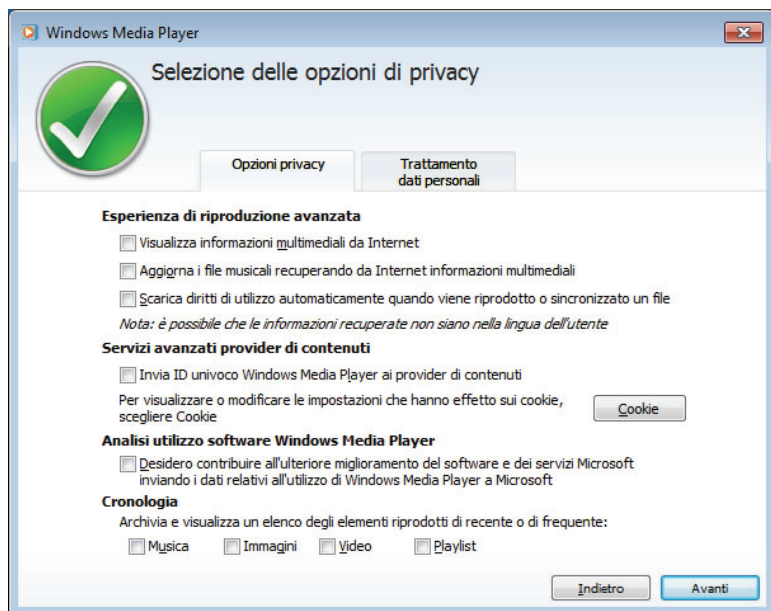 Windows Media Player
Selezione delle opzioni di privacy
Opzioni privacy
Trattamento
dati personali
Esperienza di riproduzione avanzata
Visualizza informazioni multimediali da Internet
Aggiorna i file musicali recuperando da Internet informazioni multimediali
Scarica diritti di utilizzo automaticamente quando viene riprodotto o sincronizzato un file
Nota: è possibile che le informazioni recuperate non siano nella lingua dell'utente
Servizi avanzati provider di contenuti
Invia ID univoco Windows Media Player ai provider di contenuti
Per visualizzare o modificare le impostazioni che hanno effetto sui cookie,
scegliere Cookie
Cookie
Analisi utilizzo software Windows Media Player
Desidero contribuire all'ulteriore miglioramento del software e dei servizi Microsoft
inviando i dati relativi all'utilizzo di Windows Media Player a Microsoft
Cronologia
Archivia e visualizza un elenco degli elementi riprodotti di recente o di frequente:
Musica Immagini Video Playlist
Indietro Avanti